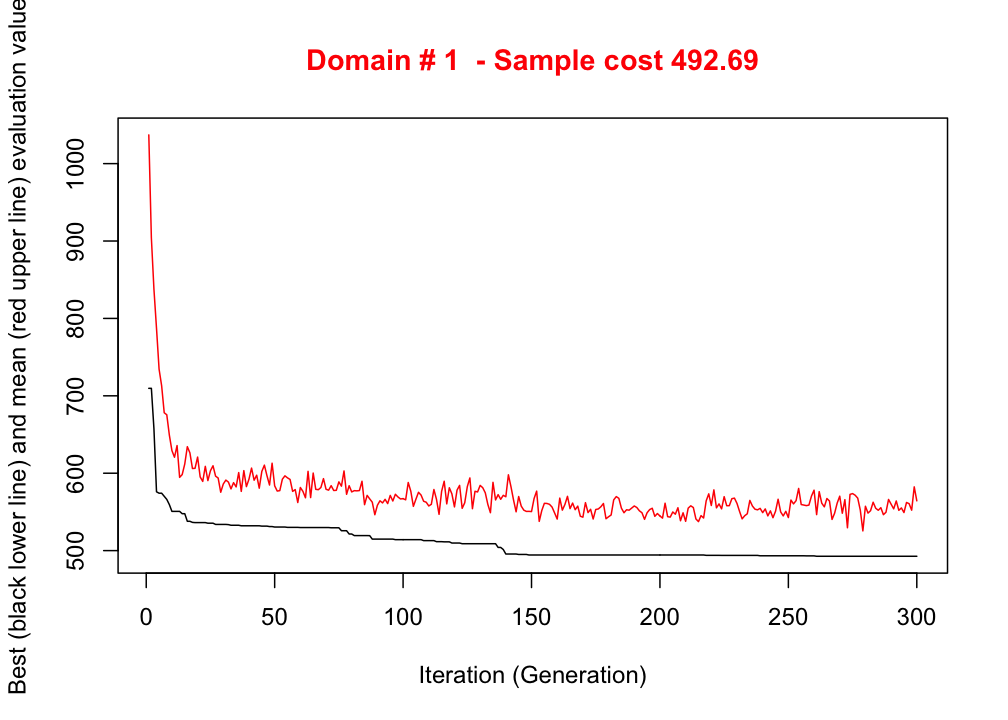 Domain # 1  - Sample cost 492.69
Best (black lower line) and mean (red upper line) evaluation value
1000
900
800
700
600
500
0 50 100 150 200 250 300
Iteration (Generation)